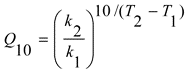 Q₁₀ = (k₂/k₁)^10/(T₂ − T₁)